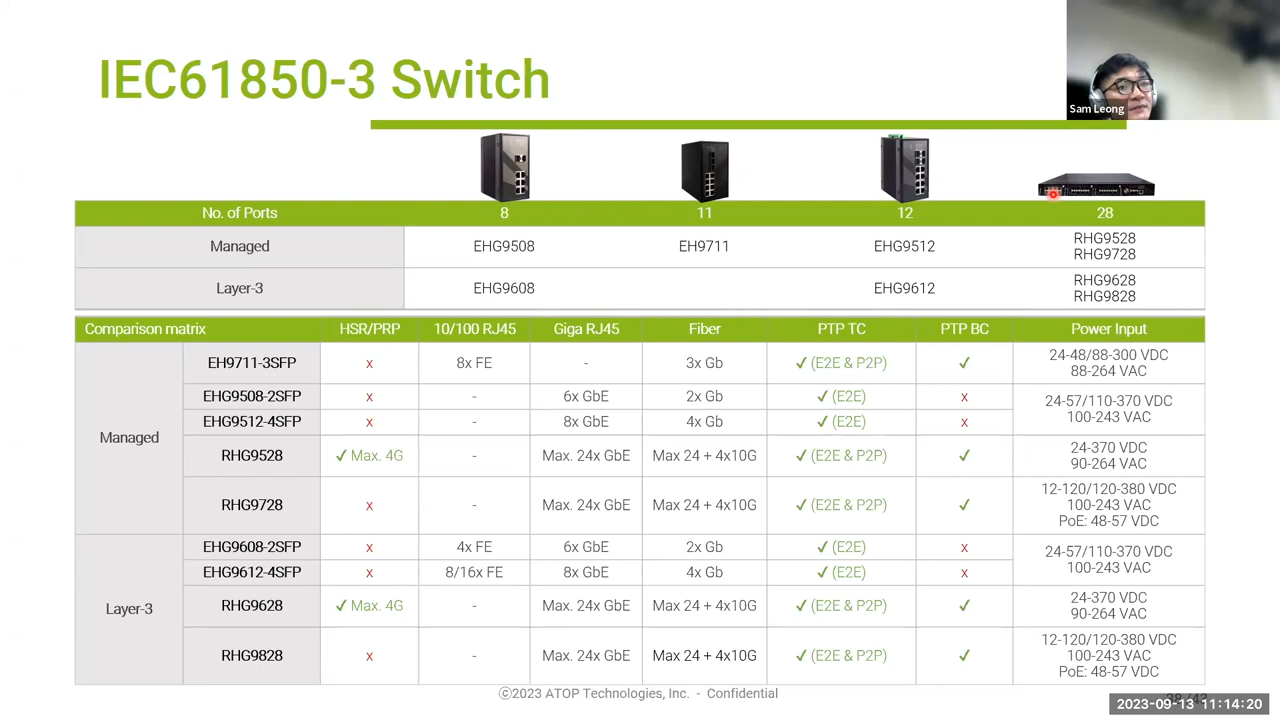 IEC61850-3 Switch
Sam Leong
No. of Ports 8 11 12 28
Managed EHG9508 EH9711 EHG9512 RHG9528
RHG9728
Layer-3 EHG9608 EHG9612 RHG9628
RHG9828
Comparison matrix HSR/PRP 10/100 RJ45 Giga RJ45 Fiber PTP TC PTP BC Power Input
Managed
EH9711-3SFP x 8x FE - 3x Gb ✓ (E2E & P2P) ✓ 24-48/88-300 VDC
88-264 VAC
EHG9508-2SFP x - 6x GbE 2x Gb ✓ (E2E) x 24-57/110-370 VDC
100-243 VAC
EHG9512-4SFP x - 8x GbE 4x Gb ✓ (E2E) x
RHG9528 ✓ Max. 4G - Max. 24x GbE Max 24 + 4x10G ✓ (E2E & P2P) ✓ 24-370 VDC
90-264 VAC
RHG9728 x - Max. 24x GbE Max 24 + 4x10G ✓ (E2E & P2P) ✓ 12-120/120-380 VDC
100-243 VAC
PoE: 48-57 VDC
Layer-3
EHG9608-2SFP x 4x FE 6x GbE 2x Gb ✓ (E2E) x 24-57/110-370 VDC
100-243 VAC
EHG9612-4SFP x 8/16x FE 8x GbE 4x Gb ✓ (E2E) x
RHG9628 ✓ Max. 4G - Max. 24x GbE Max 24 + 4x10G ✓ (E2E & P2P) ✓ 24-370 VDC
90-264 VAC
RHG9828 x - Max. 24x GbE Max 24 + 4x10G ✓ (E2E & P2P) ✓ 12-120/120-380 VDC
100-243 VAC
PoE: 48-57 VDC
ⓒ2023 ATOP Technologies, Inc. - Confidential
2023-09-13 11:14:20